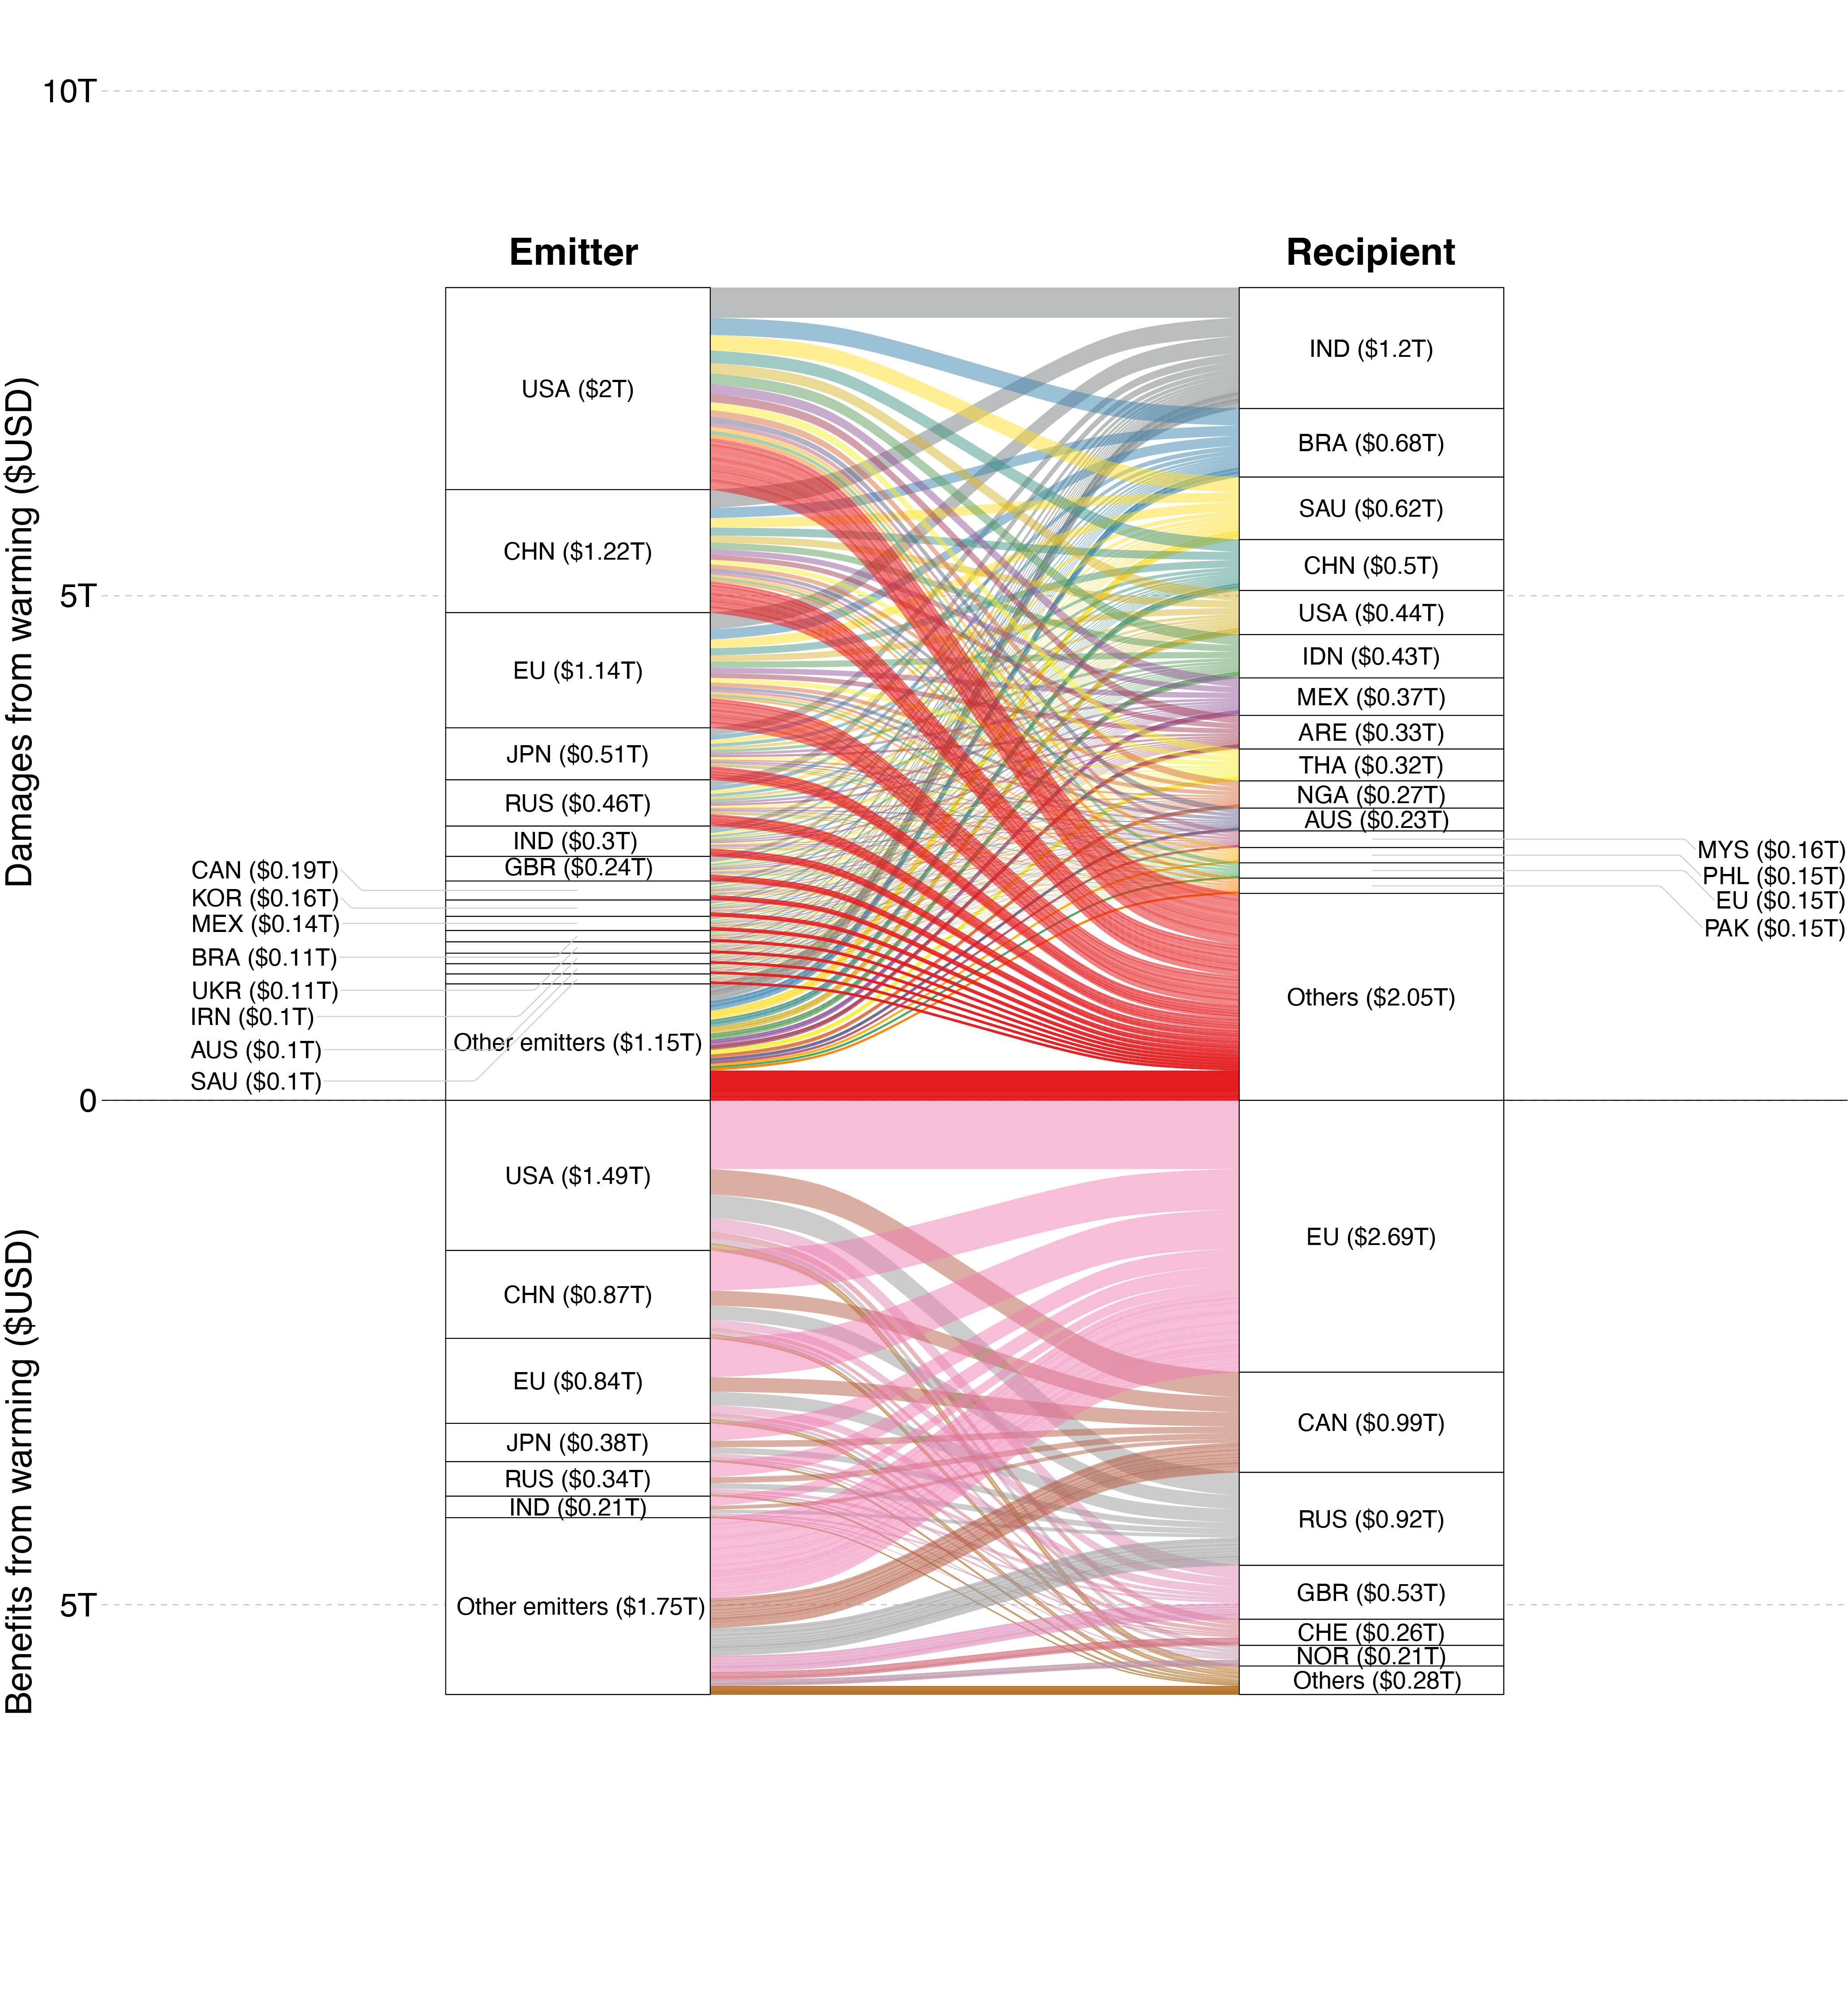 10T
Emitter
Recipient
Damages from warming ($USD)
5T
0
USA ($2T)
CHN ($1.22T)
EU ($1.14T)
JPN ($0.51T)
RUS ($0.46T)
IND ($0.3T)
GBR ($0.24T)
CAN ($0.19T)
KOR ($0.16T)
MEX ($0.14T)
BRA ($0.11T)
UKR ($0.11T)
IRN ($0.1T)
AUS ($0.1T)
SAU ($0.1T)
Other emitters ($1.15T)
IND ($1.2T)
BRA ($0.68T)
SAU ($0.62T)
CHN ($0.5T)
USA ($0.44T)
IDN ($0.43T)
MEX ($0.37T)
ARE ($0.33T)
THA ($0.32T)
NGA ($0.27T)
AUS ($0.23T)
MYS ($0.16T)
PHL ($0.15T)
EU ($0.15T)
PAK ($0.15T)
Others ($2.05T)
Benefits from warming ($USD)
5T
USA ($1.49T)
CHN ($0.87T)
EU ($0.84T)
JPN ($0.38T)
RUS ($0.34T)
IND ($0.21T)
Other emitters ($1.75T)
EU ($2.69T)
CAN ($0.99T)
RUS ($0.92T)
GBR ($0.53T)
CHE ($0.26T)
NOR ($0.21T)
Others ($0.28T)